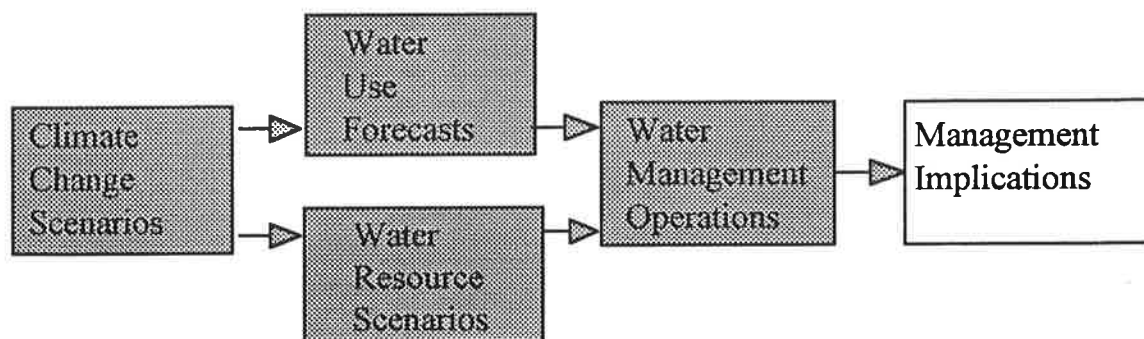 Climate
Change
Scenarios
Water
Use
Forecasts
Water
Resource
Scenarios
Water
Management
Operations
Management
Implications